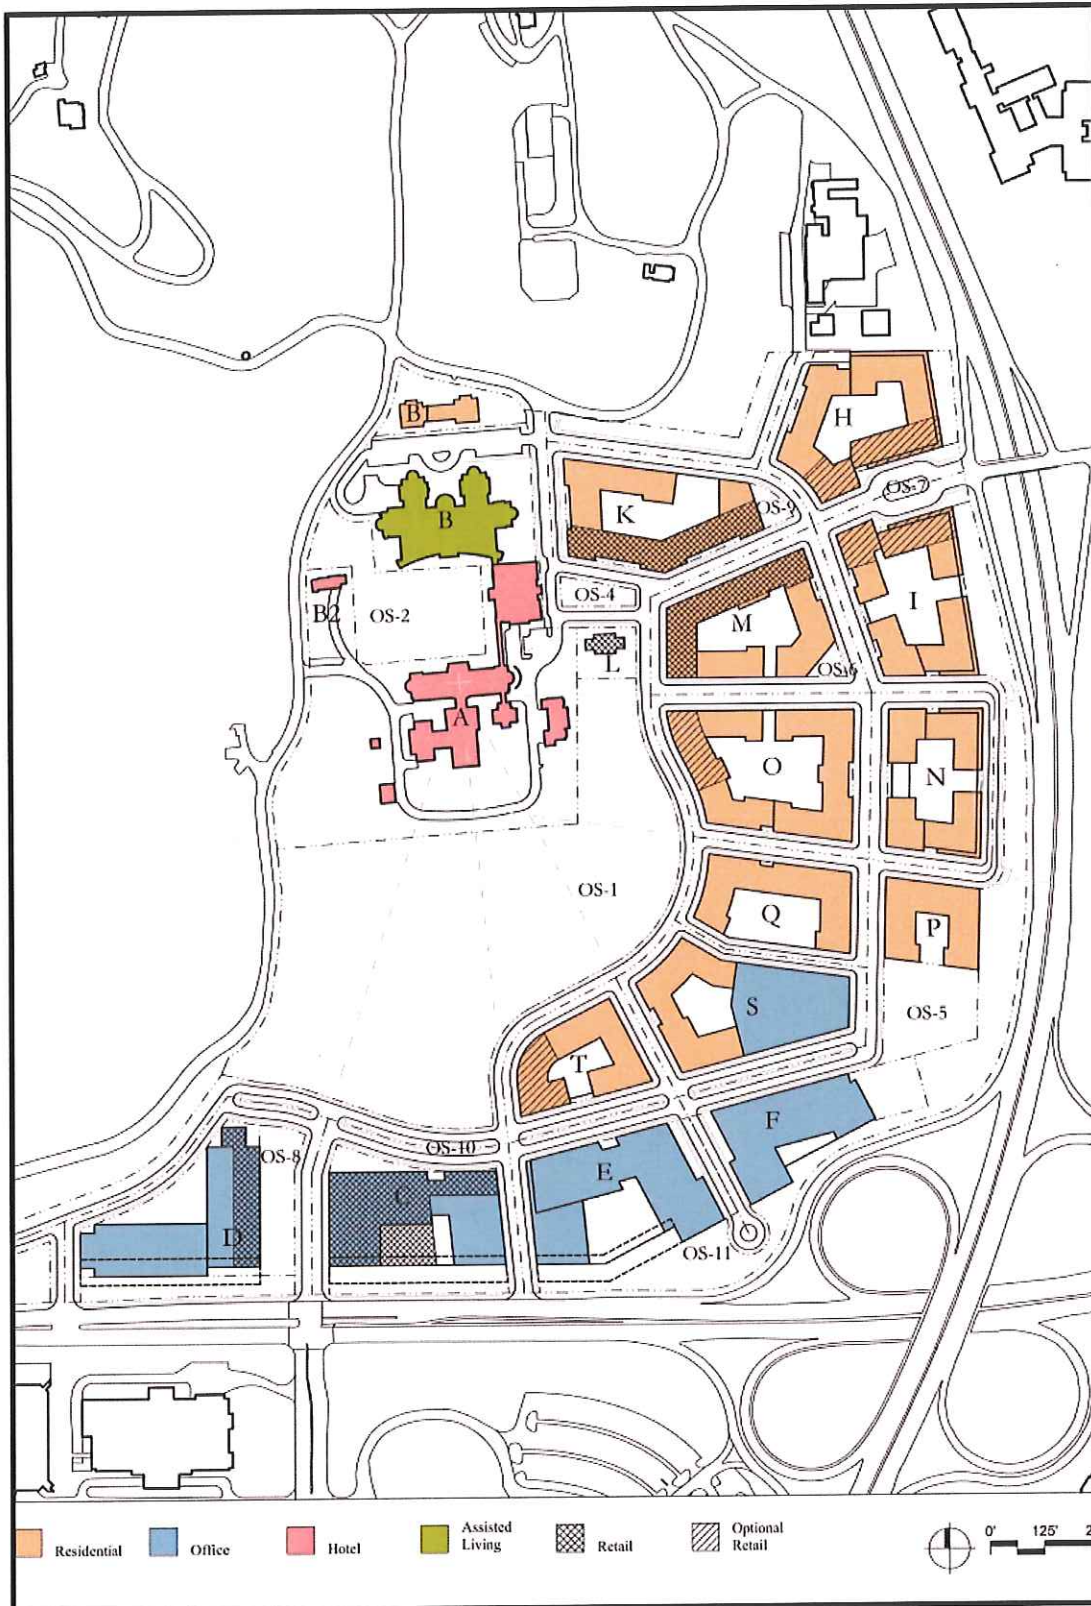 B
H
OS-7
K
OS-9
B
OS-4
I
B2
OS-2
M
L
OS-6
A
O
N
OS-1
Q
P
S
OS-5
T
F
OS-10
E
OS-8
C
D
OS-11
Residential
Office
Hotel
Assisted
Living
Retail
Optional
Retail
0'
125'